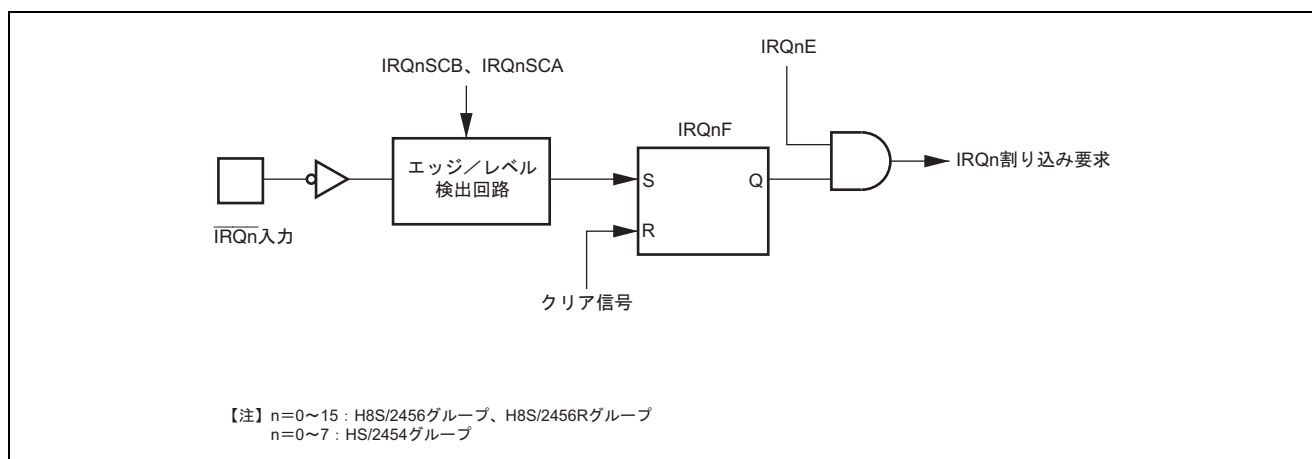 IRQnE
IRQnSCB、IRQnSCA
IRQnF
エッジ／レベル
検出回路
S
Q
IRQn割り込み要求
R
IRQn入力
クリア信号
【注】n＝0～15：H8S/2456グループ、H8S/2456Rグループ
n＝0～7：HS/2454グループ